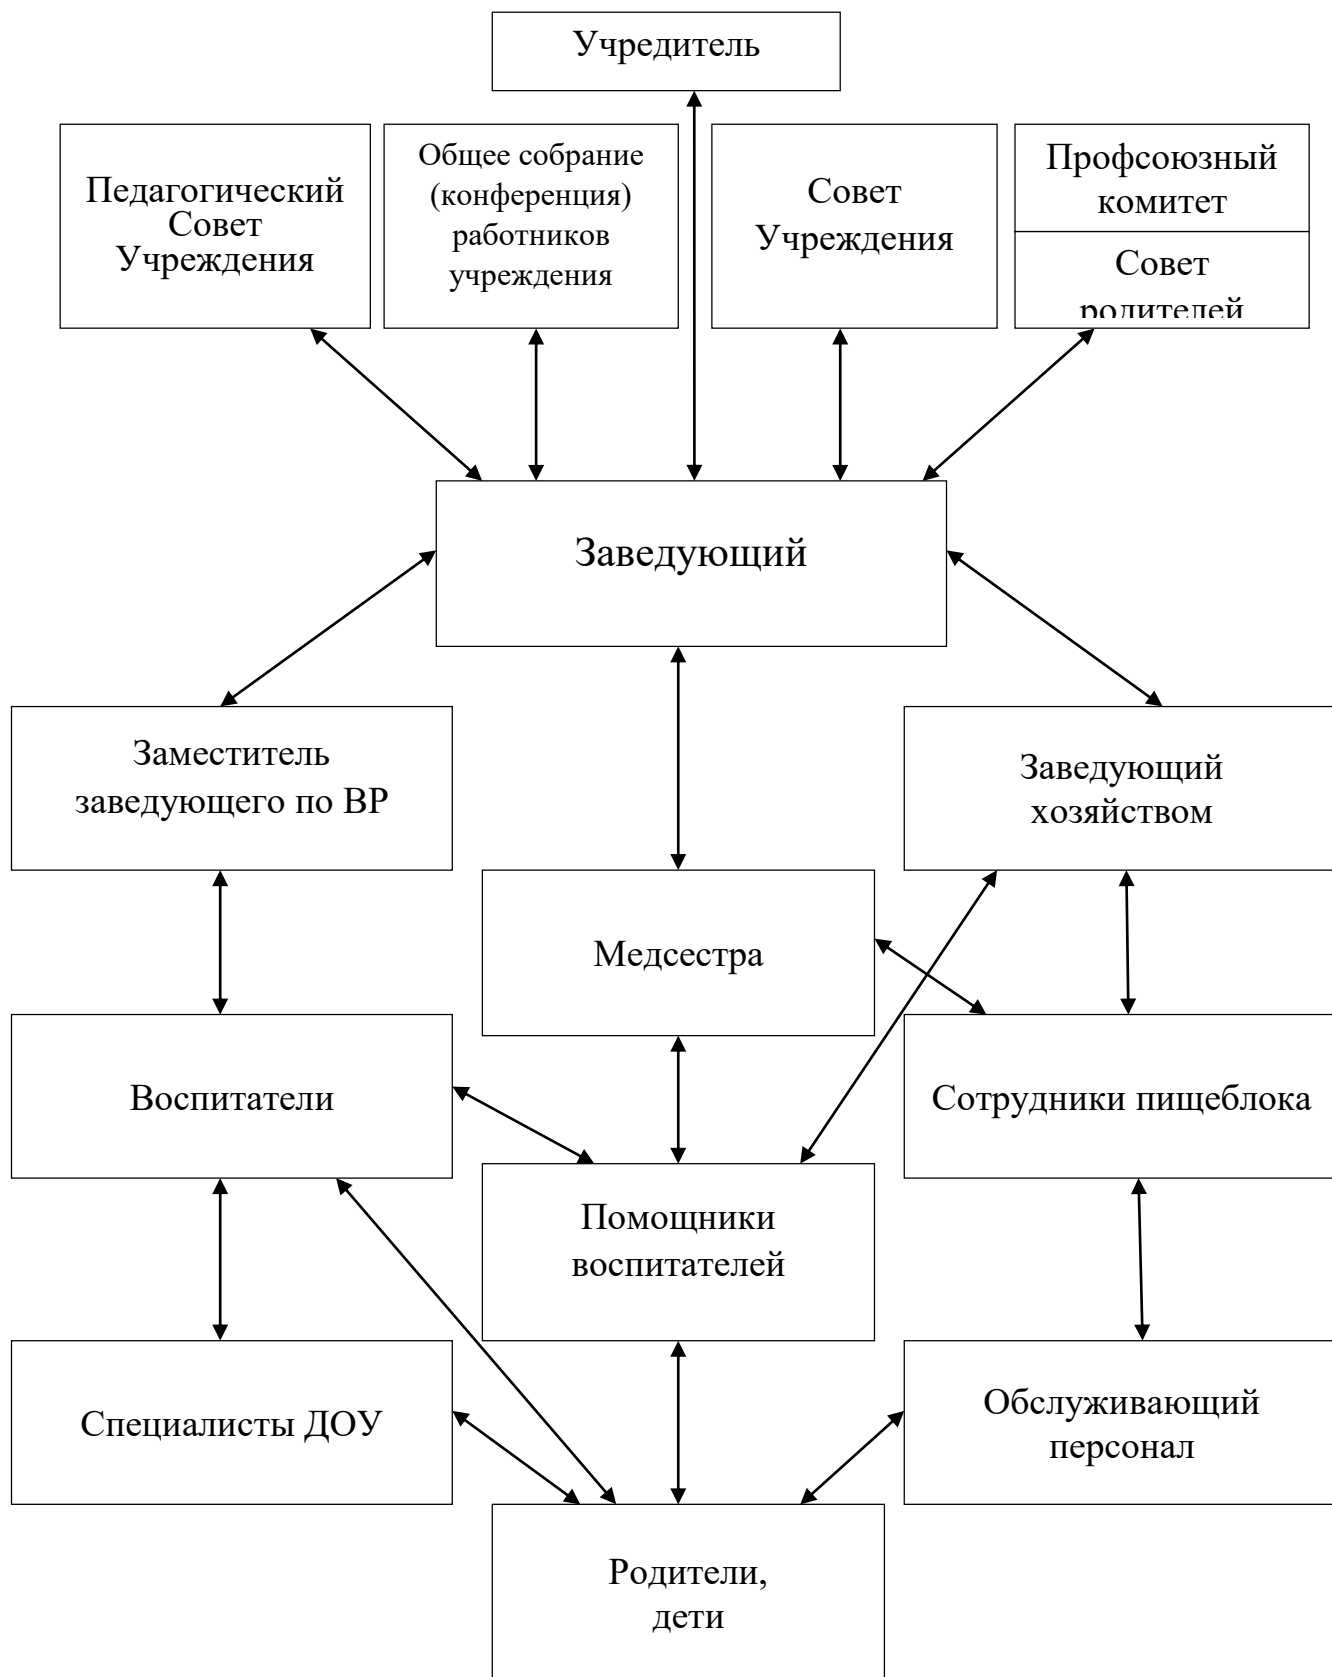 Учредитель
Педагогический
Совет
Учреждения
Общее собрание
(конференция)
работников
учреждения
Совет
Учреждения
Профсоюзный
комитет
Совет
родителей
Заведующий
Заместитель
заведующего по ВР
Заведующий
хозяйством
Медсестра
Воспитатели
Сотрудники пищеблока
Помощники
воспитателей
Специалисты ДОУ
Обслуживающий
персонал
Родители,
дети